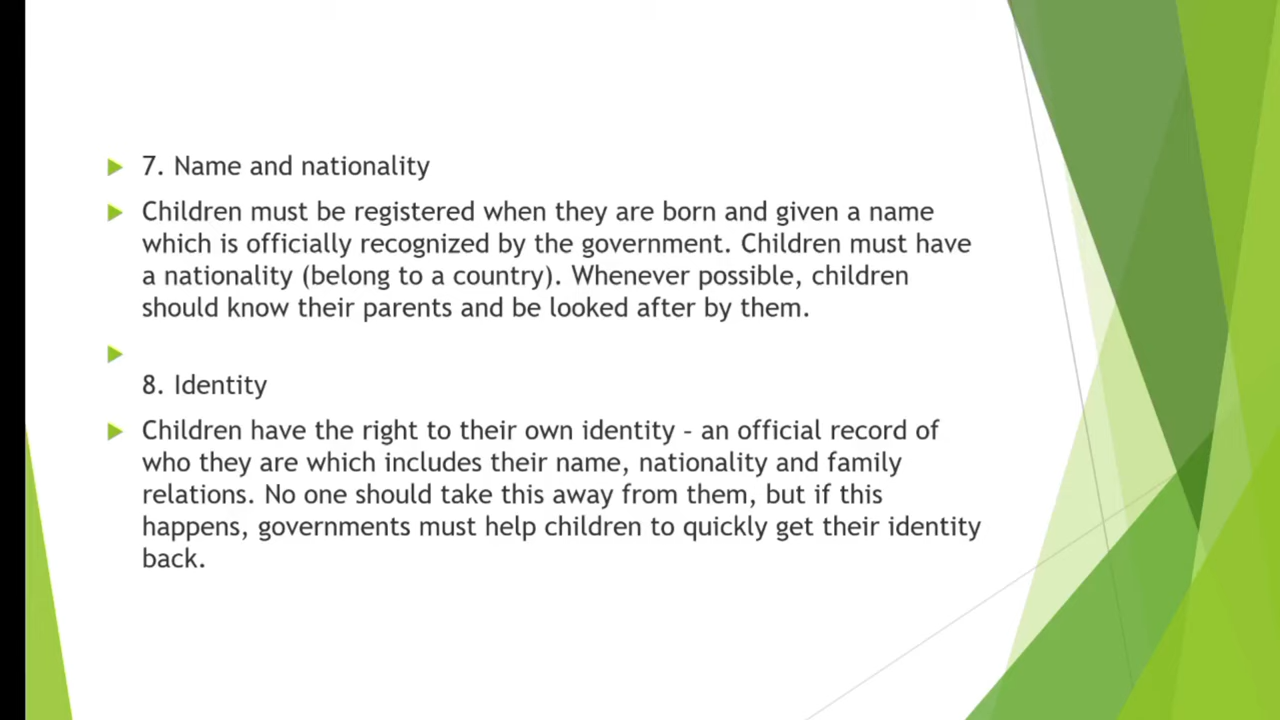 7. Name and nationality
Children must be registered when they are born and given a name
which is officially recognized by the government. Children must have
a nationality (belong to a country). Whenever possible, children
should know their parents and be looked after by them.
8. Identity
Children have the right to their own identity – an official record of
who they are which includes their name, nationality and family
relations. No one should take this away from them, but if this
happens, governments must help children to quickly get their identity
back.